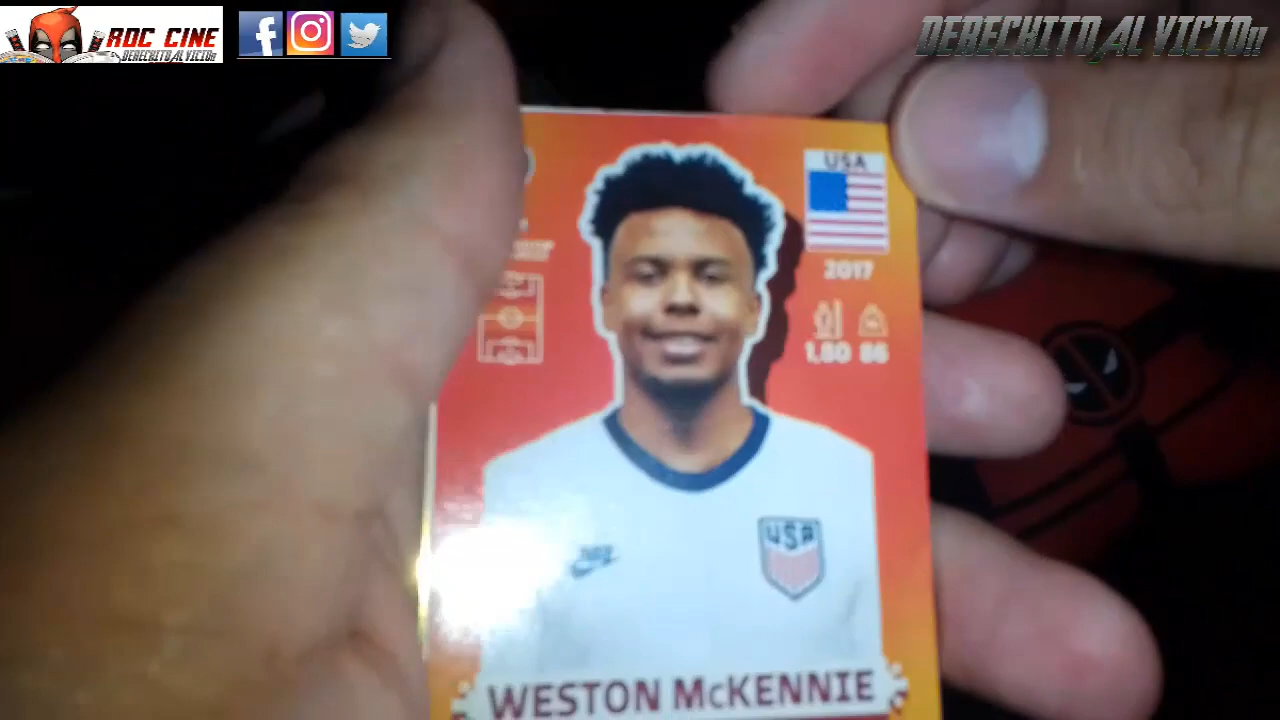 ROC CINE
DERECHITO AL VICIO!!
DERECHITO AL VICIO!!
USA
2017
1,80 86
USA
WESTON McKENNIE